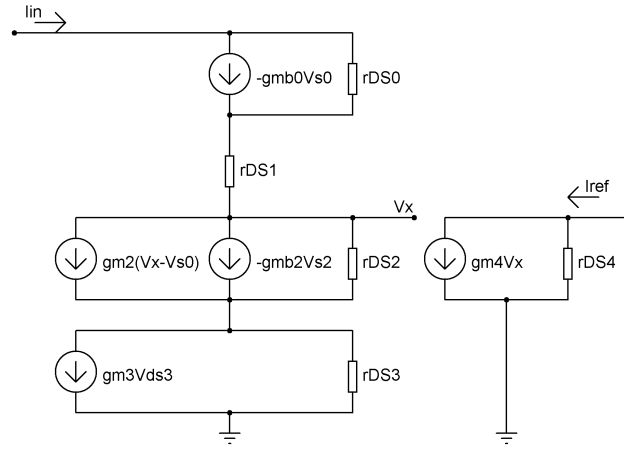 Iin
-gmb0Vs0
rDS0
rDS1
Vx
Iref
gm2(Vx-Vs0)
-gmb2Vs2
rDS2
gm4Vx
rDS4
gm3Vds3
rDS3